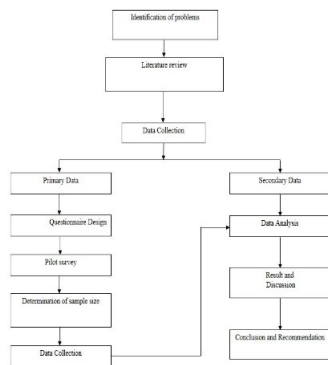 Identification of problems
Literature review
Data Collection
Primary Data
Secondary Data
Questionnaire Design
Data Analysis
Pilot survey
Result and
Discussion
Determination of sample size
Conclusion and Recommendation
Data Collection